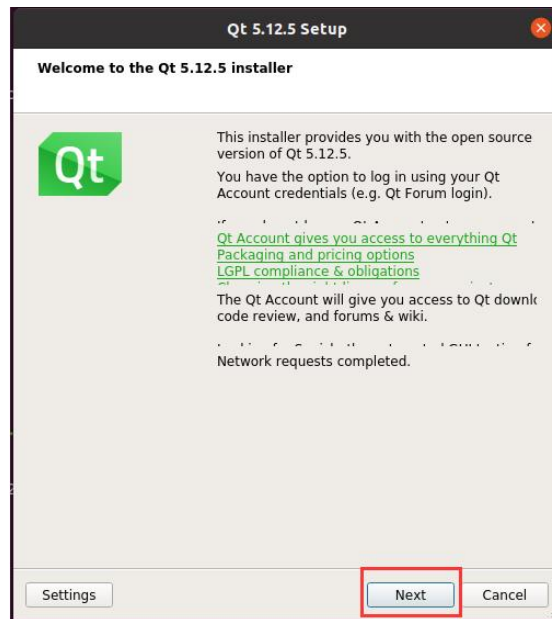 Qt 5.12.5 Setup
Welcome to the Qt 5.12.5 installer
Qt
This installer provides you with the open source
version of Qt 5.12.5.
You have the option to log in using your Qt
Account credentials (e.g. Qt Forum login).
Qt Account gives you access to everything Qt
Packaging and pricing options
LGPL compliance & obligations
The Qt Account will give you access to Qt downlo
code review, and forums & wiki.
Network requests completed.
Settings
Next
Cancel